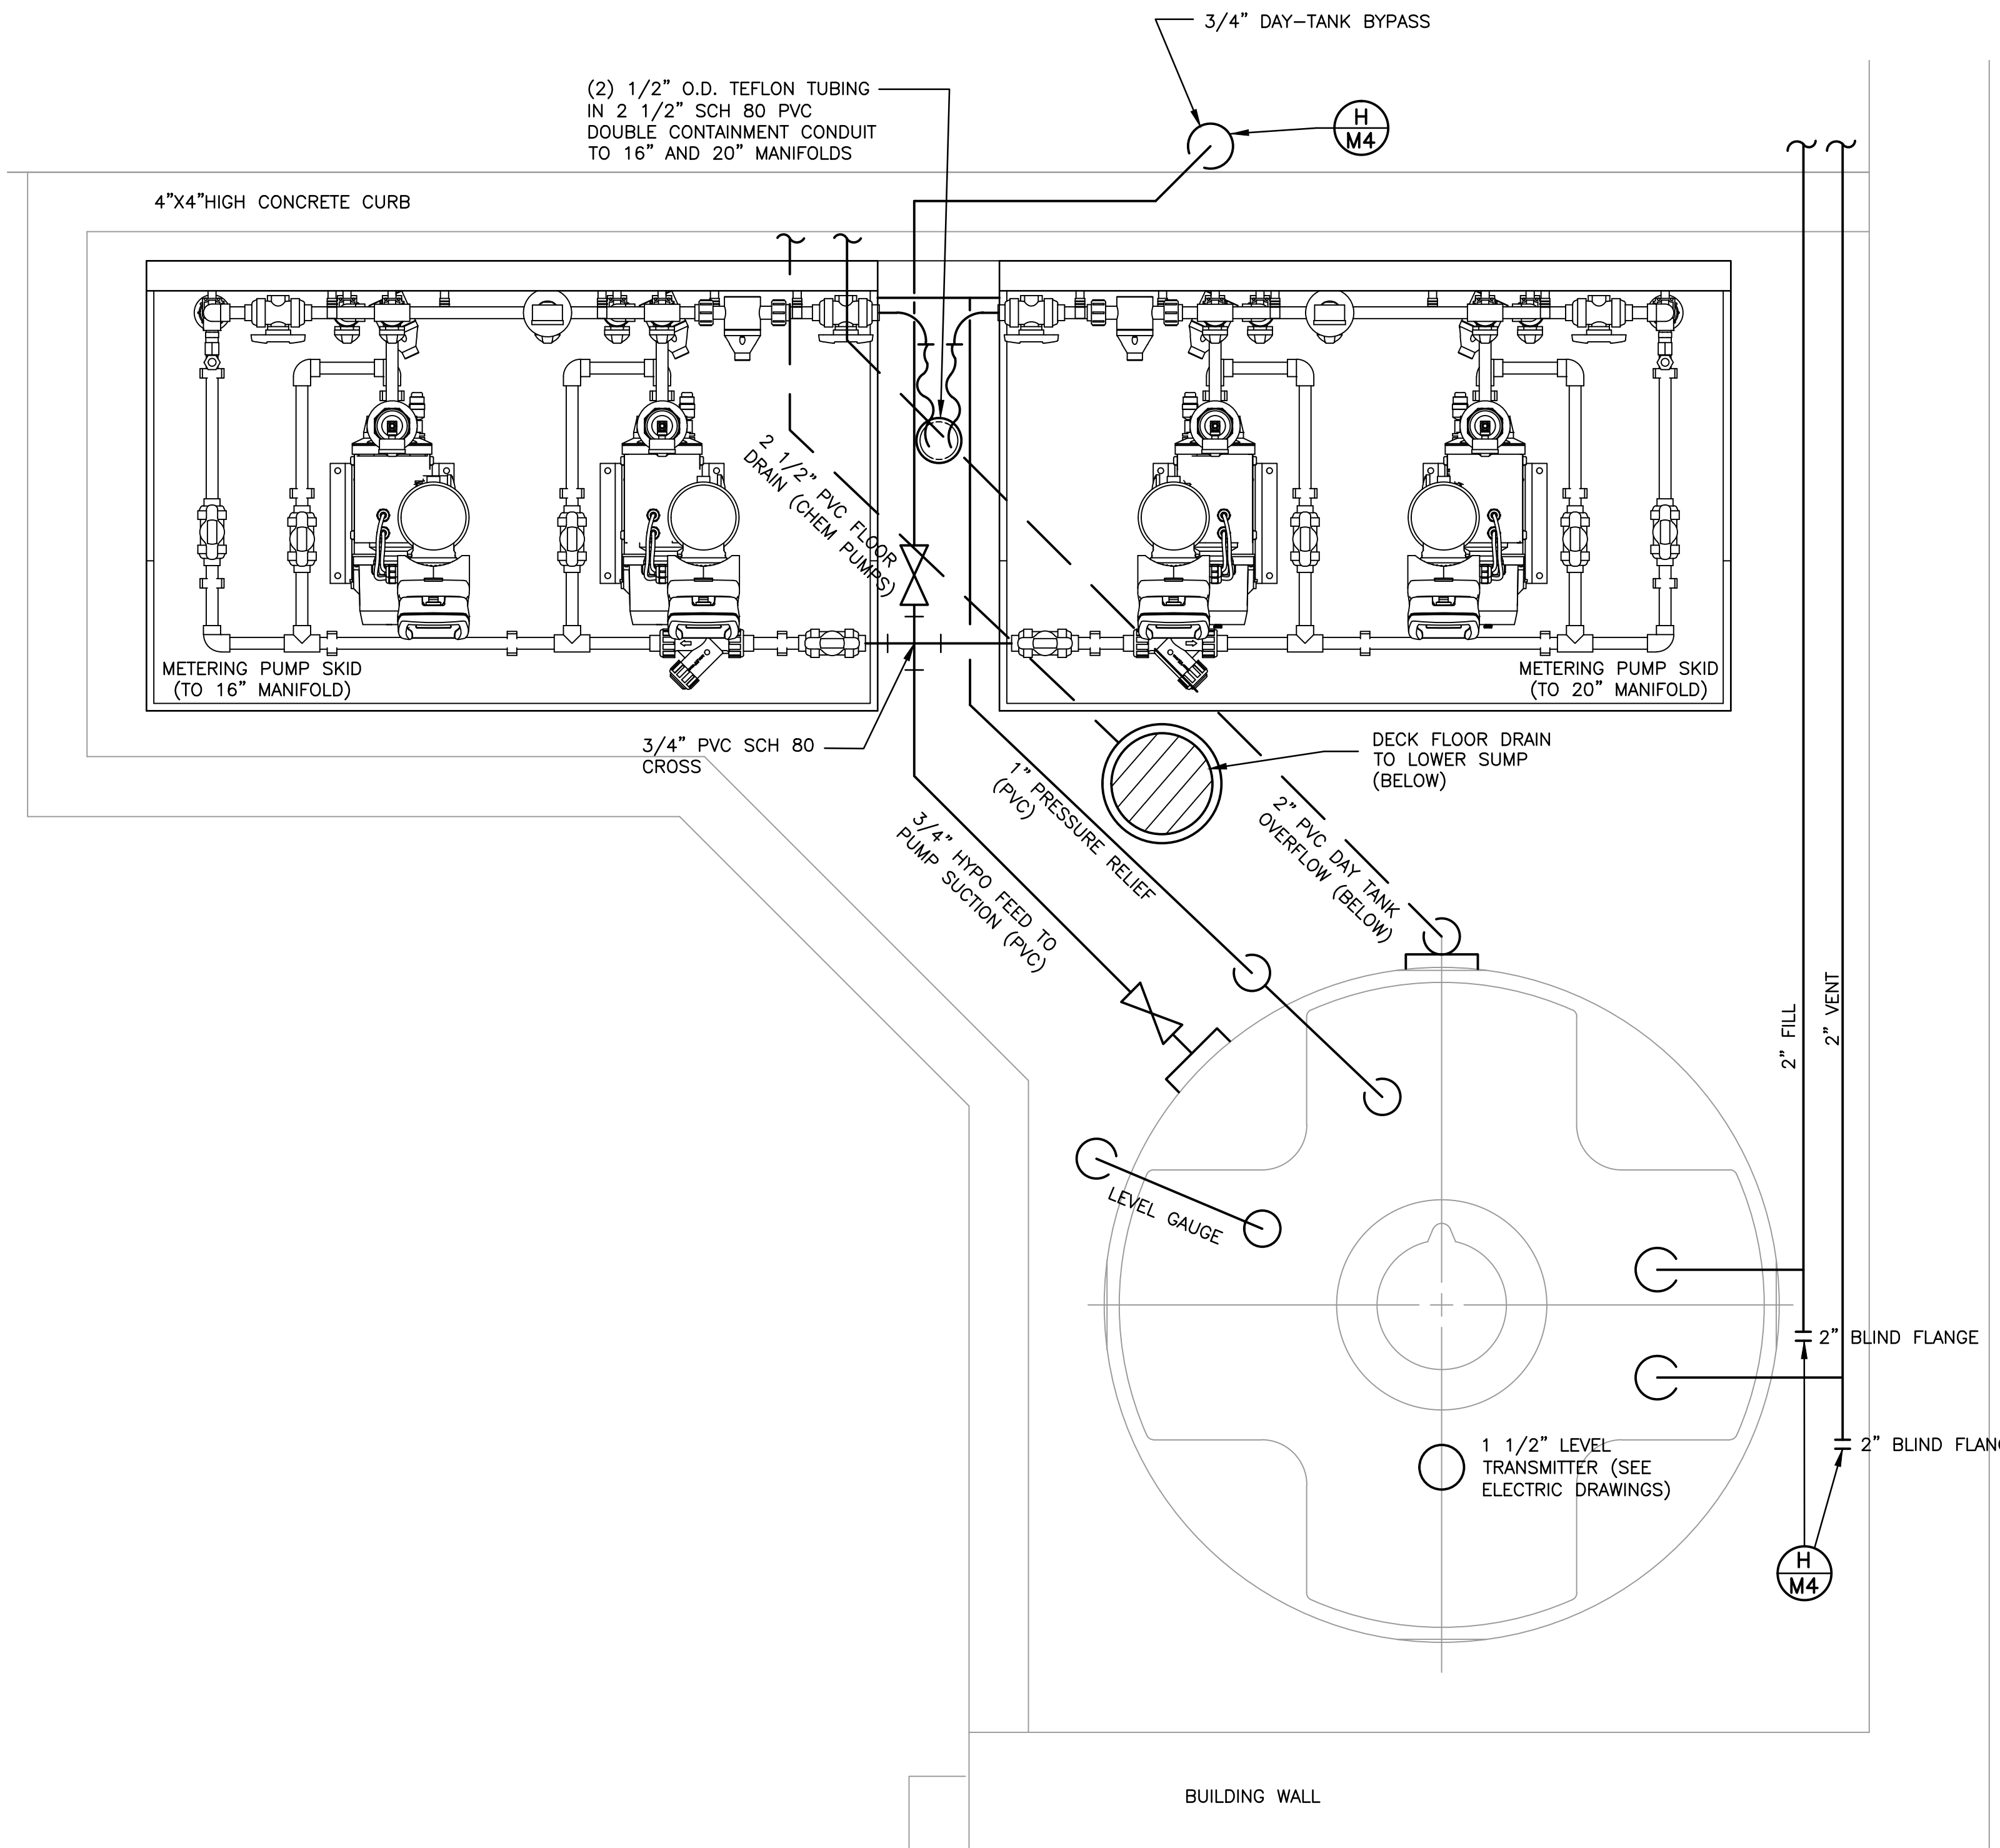 3/4” DAY-TANK BYPASS
(2) 1/2” O.D. TEFLON TUBING
IN 2 1/2” SCH 80 PVC
DOUBLE CONTAINMENT CONDUIT
TO 16” AND 20” MANIFOLDS
H
M4
4”X4”HIGH CONCRETE CURB
2 1/2” PVC FLOOR
DRAIN (CHEM PUMPS)
METERING PUMP SKID
(TO 16” MANIFOLD)
METERING PUMP SKID
(TO 20” MANIFOLD)
3/4” PVC SCH 80
CROSS
DECK FLOOR DRAIN
TO LOWER SUMP
(BELOW)
1” PRESSURE RELIEF
(PVC)
2” PVC DAY TANK
OVERFLOW (BELOW)
3/4” HYPO FEED TO
PUMP SUCTION (PVC)
2” FILL
2” VENT
LEVEL GAUGE
2” BLIND FLANGE
1 1/2” LEVEL
TRANSMITTER (SEE
ELECTRIC DRAWINGS)
2” BLIND FLAN
H
M4
BUILDING WALL